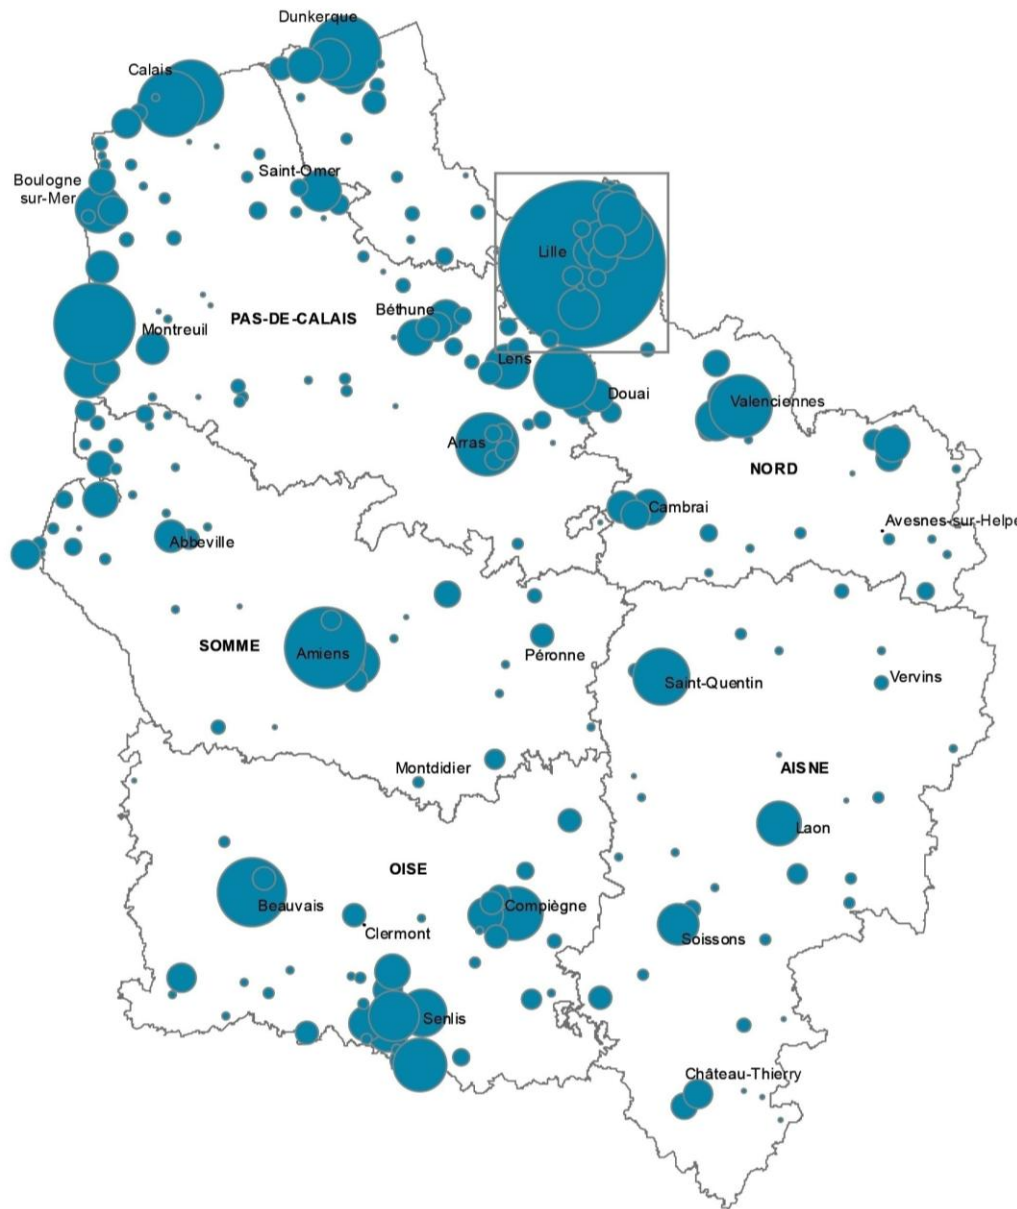 Dunkerque
Calais
Saint-Omer
Boulogne
sur-Mer
Lille
Béthune
PAS-DE-CALAIS
Montreuil
Lens
Douai
Valenciennes
Arras
NORD
Cambrai
Avesnes-sur-Helpe
Abbeville
SOMME
Amiens
Péronne
Saint-Quentin
Vervins
Montdidier
AISNE
Laon
OISE
Beauvais
Compiègne
Clermont
Soissons
Senlis
Château-Thierry